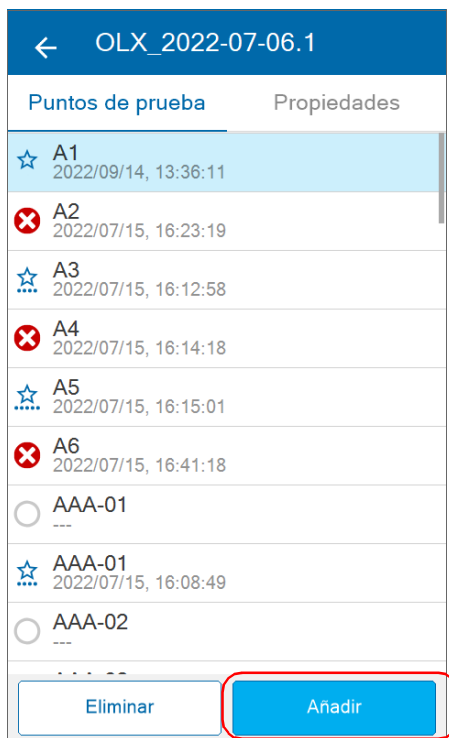 OLX_2022-07-06.1
Puntos de prueba Propiedades
A1
2022/09/14, 13:36:11
A2
2022/07/15, 16:23:19
A3
2022/07/15, 16:12:58
A4
2022/07/15, 16:14:18
A5
2022/07/15, 16:15:01
A6
2022/07/15, 16:41:18
AAA-01
---
AAA-01
2022/07/15, 16:08:49
AAA-02
---
Eliminar Añadir